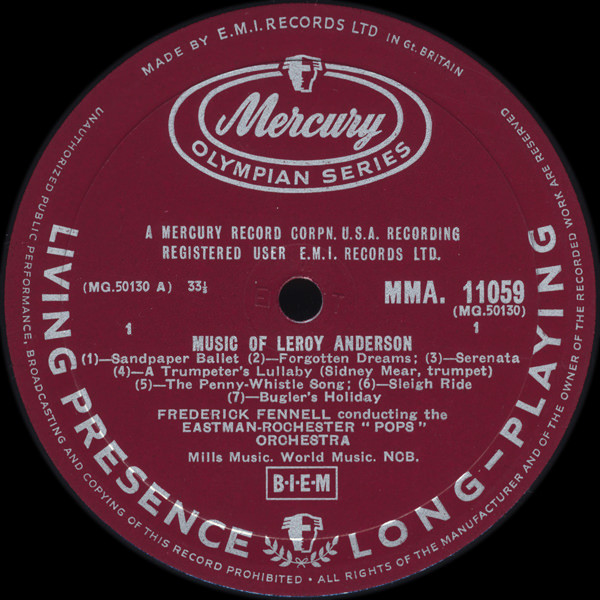 MADE BY E.M.I. RECORDS LTD IN Gt. BRITAIN
Mercury
OLYMPIAN SERIES
A MERCURY RECORD CORPN. U.S.A. RECORDING
REGISTERED USER E.M.I. RECORDS LTD.
(MG.50130 A) 33⅓
MMA. 11059
(MG.50130)
1 1
MUSIC OF LEROY ANDERSON
(1)—Sandpaper Ballet (2)—Forgotten Dreams; (3)—Serenata
(4)—A Trumpeter's Lullaby (Sidney Mear, trumpet)
(5)—The Penny-Whistle Song; (6)—Sleigh Ride
(7)—Bugler's Holiday
FREDERICK FENNELL conducting the
EASTMAN-ROCHESTER "POPS"
ORCHESTRA
Mills Music. World Music. NCB.
B·I·E·M
LIVING PRESENCE LONG—PLAYING
UNAUTHORIZED PUBLIC PERFORMANCE, BROADCASTING AND COPYING OF THIS RECORD PROHIBITED • ALL RIGHTS OF THE MANUFACTURER AND OF THE OWNER OF THE RECORDED WORK ARE RESERVED